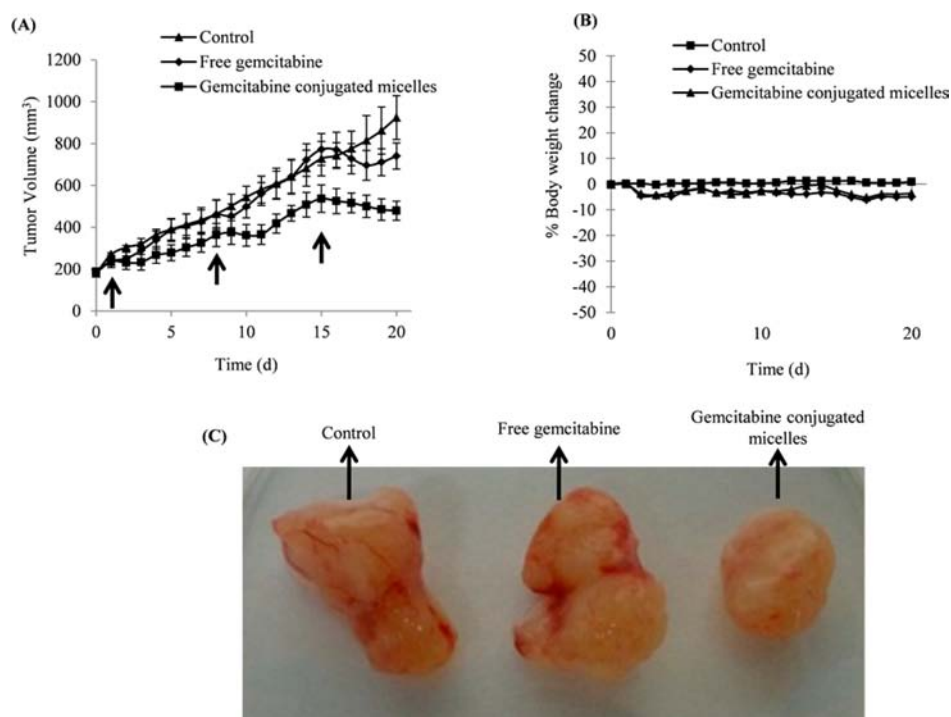 (A)
Control
Free gemcitabine
Gemcitabine conjugated micelles
1200
1000
800
600
400
200
0
Tumor Volume (mm³)
0 5 10 15 20
Time (d)
(B)
Control
Free gemcitabine
Gemcitabine conjugated micelles
50
40
30
20
10
0
-10
-20
-30
-40
-50
% Body weight change
0 10 20
Time (d)
(C)
Control
Free gemcitabine
Gemcitabine conjugated
micelles